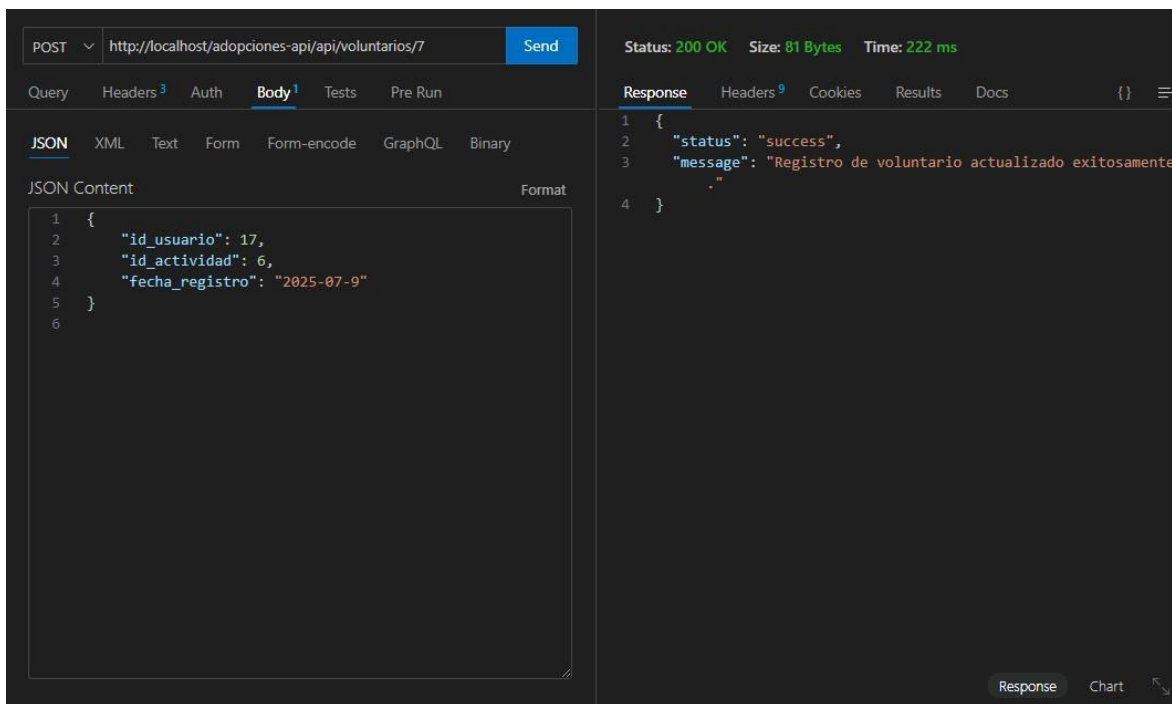 POST http://localhost/adopciones-api/api/voluntarios/7 Send
Query Headers 3 Auth Body 1 Tests Pre Run
JSON XML Text Form Form-encode GraphQL Binary
JSON Content Format
1 {
2 "id_usuario": 17,
3 "id_actividad": 6,
4 "fecha_registro": "2025-07-9"
5 }
6
Status: 200 OK Size: 81 Bytes Time: 222 ms
Response Headers 9 Cookies Results Docs {}
1 {
2 "status": "success",
3 "message": "Registro de voluntario actualizado exitosamente
."
4 }
Response Chart